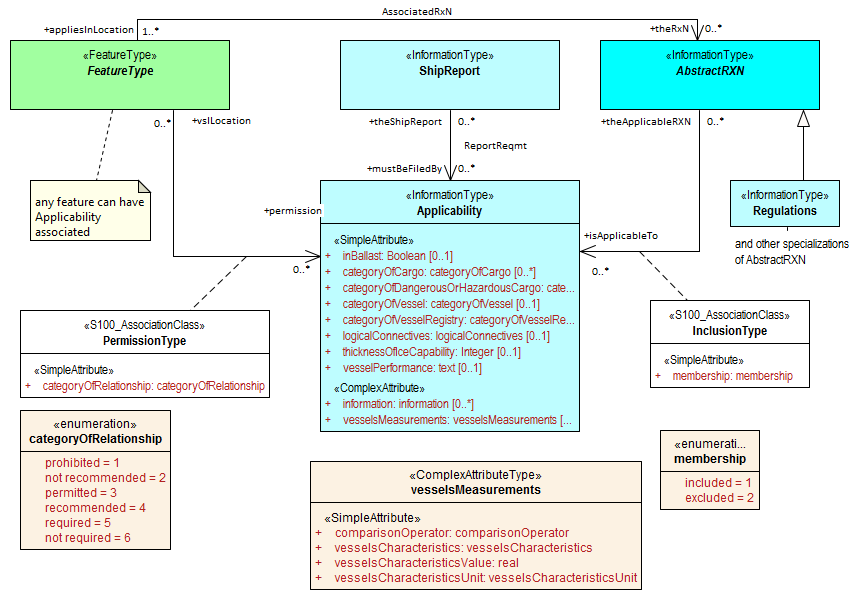 AssociatedRxN
+appliesInLocation 1..*
+theRxN 0..*
«FeatureType»
FeatureType
«InformationType»
ShipReport
«InformationType»
AbstractRXN
0..* +vslLocation
+theShipReport 0..*
ReportReqmt
+mustBeFiledBy 0..*
+theApplicableRXN 0..*
any feature can have
Applicability
associated
«InformationType»
Regulations
and other specializations
of AbstractRXN
+permission
0..*
+isApplicableTo
0..*
«InformationType»
Applicability
«SimpleAttribute»
+ inBallast: Boolean [0..1]
+ categoryOfCargo: categoryOfCargo [0..*]
+ categoryOfDangerousOrHazardousCargo: cate...
+ categoryOfVessel: categoryOfVessel [0..1]
+ categoryOfVesselRegistry: categoryOfVesselRe...
+ logicalConnectives: logicalConnectives [0..1]
+ thicknessOfIceCapability: Integer [0..1]
+ vesselPerformance: text [0..1]
«ComplexAttribute»
+ information: information [0..*]
+ vesselsMeasurements: vesselsMeasurements [...
«S100_AssociationClass»
PermissionType
«SimpleAttribute»
+ categoryOfRelationship: categoryOfRelationship
«S100_AssociationClass»
InclusionType
«SimpleAttribute»
+ membership: membership
«enumeration»
categoryOfRelationship
prohibited = 1
not recommended = 2
permitted = 3
recommended = 4
required = 5
not required = 6
«enumerati...
membership
included = 1
excluded = 2
«ComplexAttributeType»
vesselsMeasurements
«SimpleAttribute»
+ comparisonOperator: comparisonOperator
+ vesselsCharacteristics: vesselsCharacteristics
+ vesselsCharacteristicsValue: real
+ vesselsCharacteristicsUnit: vesselsCharacteristicsUnit